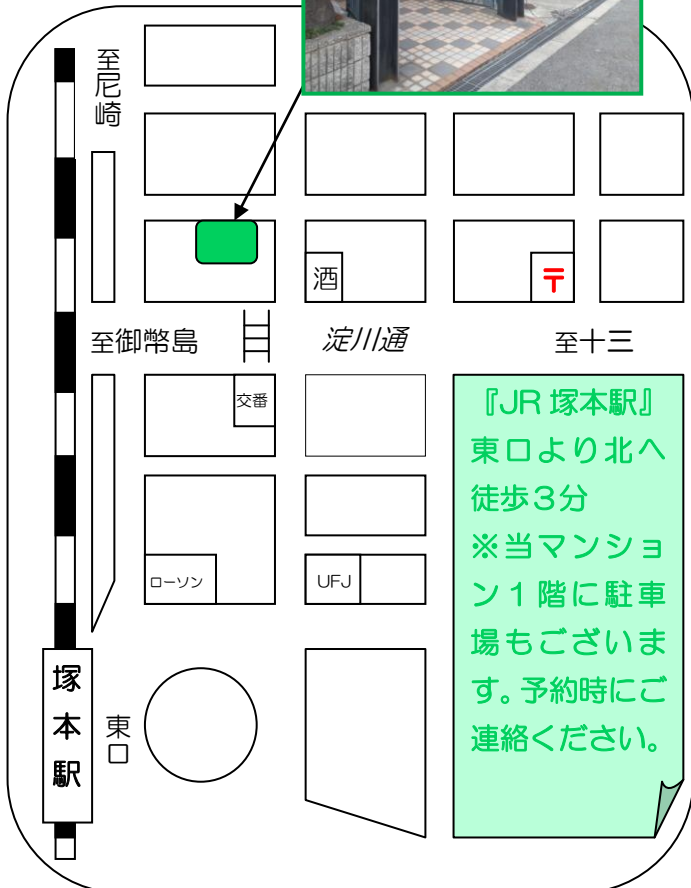 至尼崎
酒
〒
至御幣島
淀川通
至十三
交番
『JR 塚本駅』
東口より北へ
徒歩3分
※当マンショ
ン1階に駐車
場もございま
す。予約時にご
連絡ください。
ローソン
UFJ
塚本駅
東口